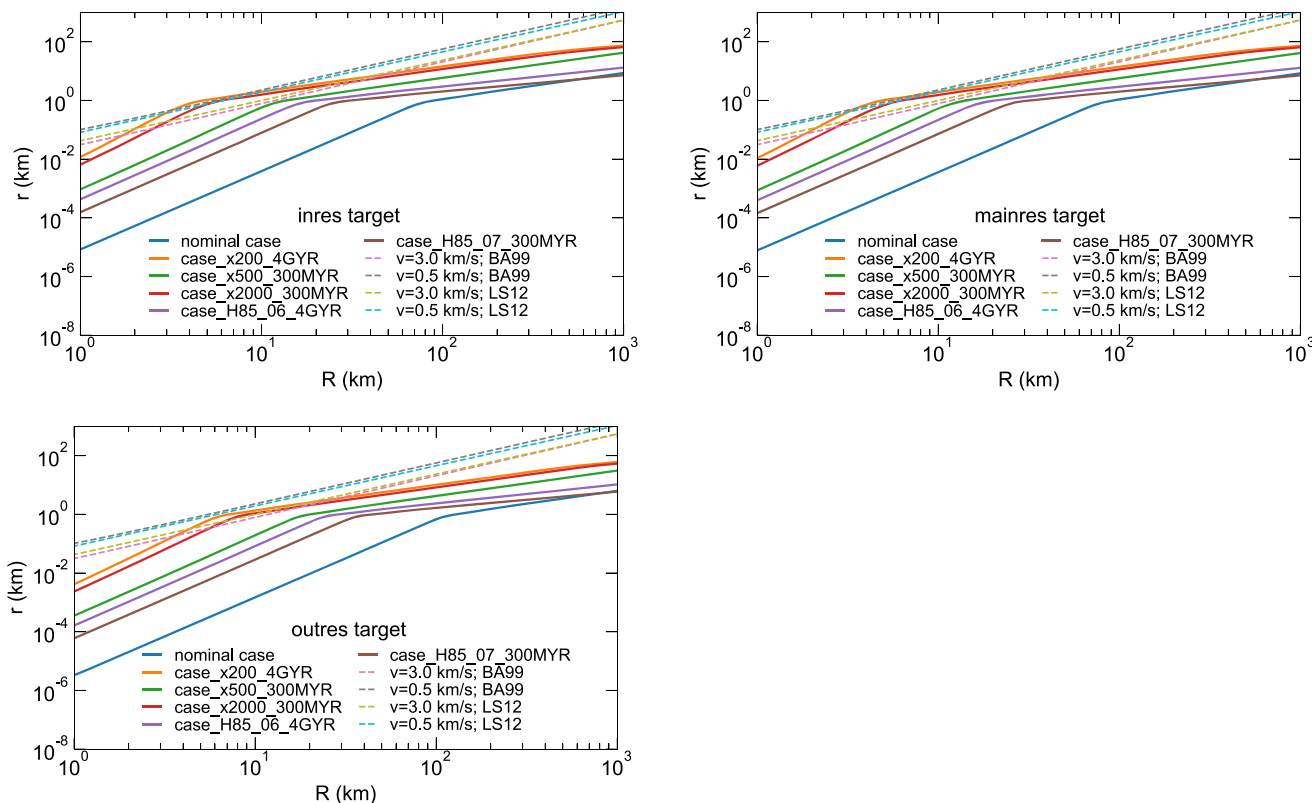 r (km)
10^2
10^0
10^-2
10^-4
10^-6
10^-8
inres target
nominal case
case_x200_4GYR
case_x500_300MYR
case_x2000_300MYR
case_H85_06_4GYR
case_H85_07_300MYR
v=3.0 km/s; BA99
v=0.5 km/s; BA99
v=3.0 km/s; LS12
v=0.5 km/s; LS12
10^0 10^1 10^2 10^3
R (km)
r (km)
10^2
10^0
10^-2
10^-4
10^-6
10^-8
mainres target
nominal case
case_x200_4GYR
case_x500_300MYR
case_x2000_300MYR
case_H85_06_4GYR
case_H85_07_300MYR
v=3.0 km/s; BA99
v=0.5 km/s; BA99
v=3.0 km/s; LS12
v=0.5 km/s; LS12
10^0 10^1 10^2 10^3
R (km)
r (km)
10^2
10^0
10^-2
10^-4
10^-6
10^-8
outres target
nominal case
case_x200_4GYR
case_x500_300MYR
case_x2000_300MYR
case_H85_06_4GYR
case_H85_07_300MYR
v=3.0 km/s; BA99
v=0.5 km/s; BA99
v=3.0 km/s; LS12
v=0.5 km/s; LS12
10^0 10^1 10^2 10^3
R (km)